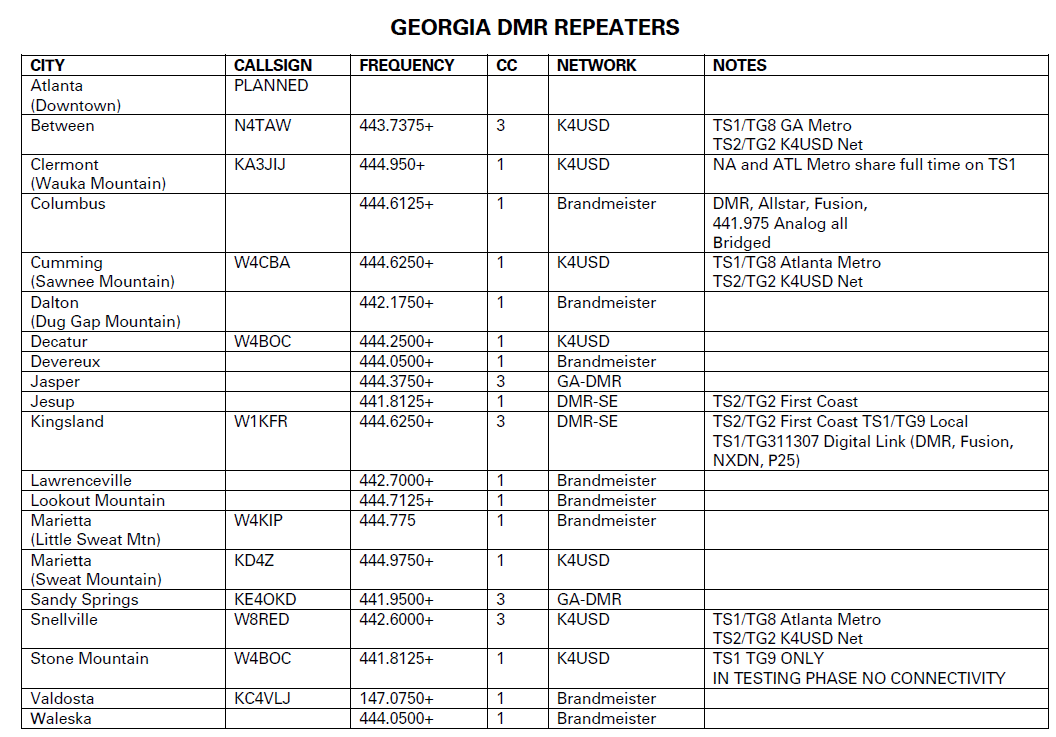 GEORGIA DMR REPEATERS
CITY CALLSIGN FREQUENCY CC NETWORK NOTES
Atlanta PLANNED
(Downtown)
Between N4TAW 443.7375+ 3 K4USD TS1/TG8 GA Metro
TS2/TG2 K4USD Net
Clermont KA3JIJ 444.950+ 1 K4USD NA and ATL Metro share full time on TS1
(Wauka Mountain)
Columbus 444.6125+ 1 Brandmeister DMR, Allstar, Fusion,
441.975 Analog all
Bridged
Cumming W4CBA 444.6250+ 1 K4USD TS1/TG8 Atlanta Metro
(Sawnee Mountain) TS2/TG2 K4USD Net
Dalton 442.1750+ 1 Brandmeister
(Dug Gap Mountain)
Decatur W4BOC 444.2500+ 1 K4USD
Devereux 444.0500+ 1 Brandmeister
Jasper 444.3750+ 3 GA-DMR
Jesup 441.8125+ 1 DMR-SE TS2/TG2 First Coast
Kingsland W1KFR 444.6250+ 3 DMR-SE TS2/TG2 First Coast TS1/TG9 Local
TS1/TG311307 Digital Link (DMR, Fusion,
NXDN, P25)
Lawrenceville 442.7000+ 1 Brandmeister
Lookout Mountain 444.7125+ 1 Brandmeister
Marietta W4KIP 444.775 1 Brandmeister
(Little Sweat Mtn)
Marietta KD4Z 444.9750+ 1 K4USD
(Sweat Mountain)
Sandy Springs KE4OKD 441.9500+ 3 GA-DMR
Snellville W8RED 442.6000+ 3 K4USD TS1/TG8 Atlanta Metro
TS2/TG2 K4USD Net
Stone Mountain W4BOC 441.8125+ 1 K4USD TS1 TG9 ONLY
IN TESTING PHASE NO CONNECTIVITY
Valdosta KC4VLJ 147.0750+ 1 Brandmeister
Waleska 444.0500+ 1 Brandmeister